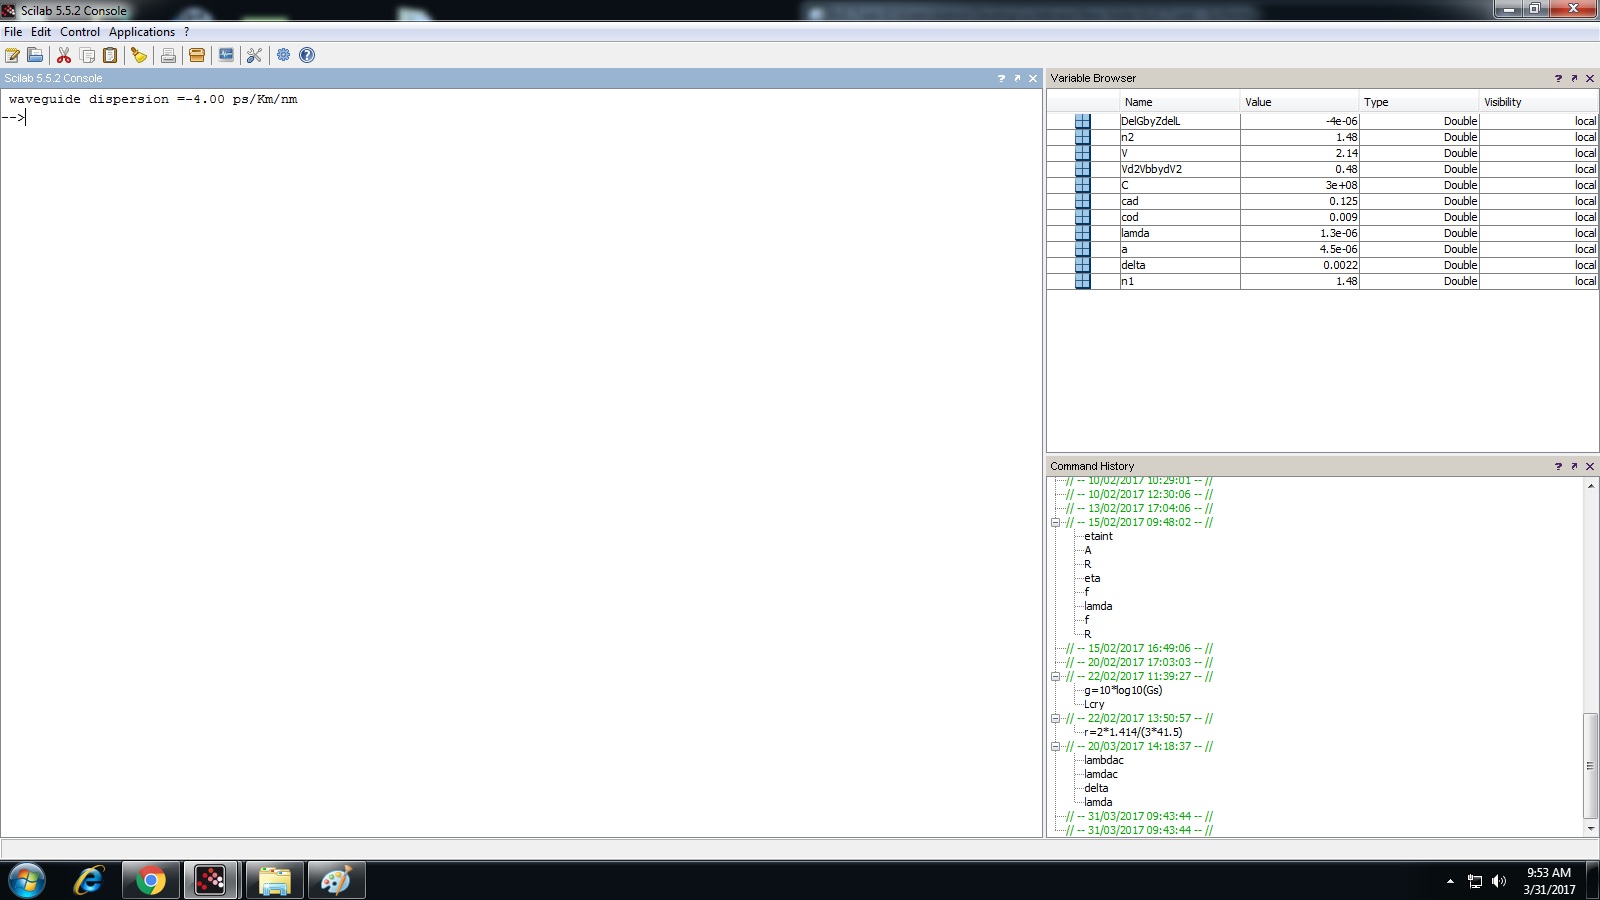 Scilab 5.5.2 Console
File Edit Control Applications ?
Scilab 5.5.2 Console
waveguide dispersion =-4.00 ps/Km/nm
-->
Variable Browser
Name Value Type Visibility
DelGbyZdelL -4e-06 Double local
n2 1.48 Double local
V 2.14 Double local
Vd2VbbydV2 0.48 Double local
C 3e+08 Double local
cad 0.125 Double local
cod 0.009 Double local
lamda 1.3e-06 Double local
a 4.5e-06 Double local
delta 0.0022 Double local
n1 1.48 Double local
Command History
// -- 10/02/2017 10:29:01 -- //
// -- 10/02/2017 12:30:06 -- //
// -- 13/02/2017 17:04:06 -- //
// -- 15/02/2017 09:48:02 -- //
etaint
A
R
eta
f
lamda
f
R
// -- 15/02/2017 16:49:06 -- //
// -- 20/02/2017 17:03:03 -- //
// -- 22/02/2017 11:39:27 -- //
g=10*log10(Gs)
Lcry
// -- 22/02/2017 13:50:57 -- //
r=2*1.414/(3*41.5)
// -- 20/03/2017 14:18:37 -- //
lambdac
lamdac
delta
lamda
// -- 31/03/2017 09:43:44 -- //
// -- 31/03/2017 09:43:44 -- //
9:53 AM
3/31/2017